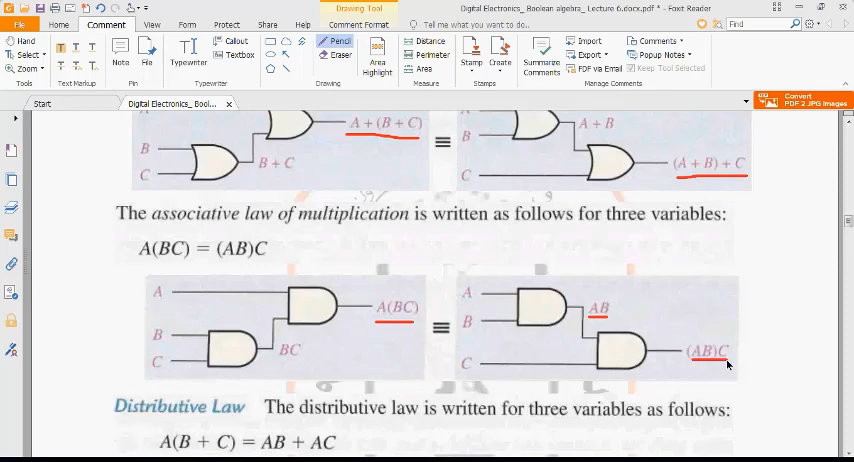 Drawing Tool
Digital Electronics_ Boolean algebra_ Lecture 6.docx.pdf * - Foxit Reader
File Home Comment View Form Protect Share Help Comment Format Tell me what you want to do...
Find
Hand
Select
Zoom
Tools
T T T
T T T
Text Markup
Note
File
Pin
Typewriter
Callout
Textbox
Typewriter
Drawing
Pencil
Eraser
Area Highlight
Distance
Perimeter
Area
Measure
Stamp
Create
Stamps
Summarize Comments
Import
Export
FDF via Email
Comments
Popup Notes
Keep Tool Selected
Manage Comments
Start
Digital Electronics_ Bool...
Convert
PDF 2 JPG Images
A + (B + C)
B
C
B + C
≡
B
A + B
C
(A + B) + C
The associative law of multiplication is written as follows for three variables:
A(BC) = (AB)C
A
A(BC)
B
C
BC
≡
A
B
AB
C
(AB)C
Distributive Law The distributive law is written for three variables as follows:
A(B + C) = AB + AC